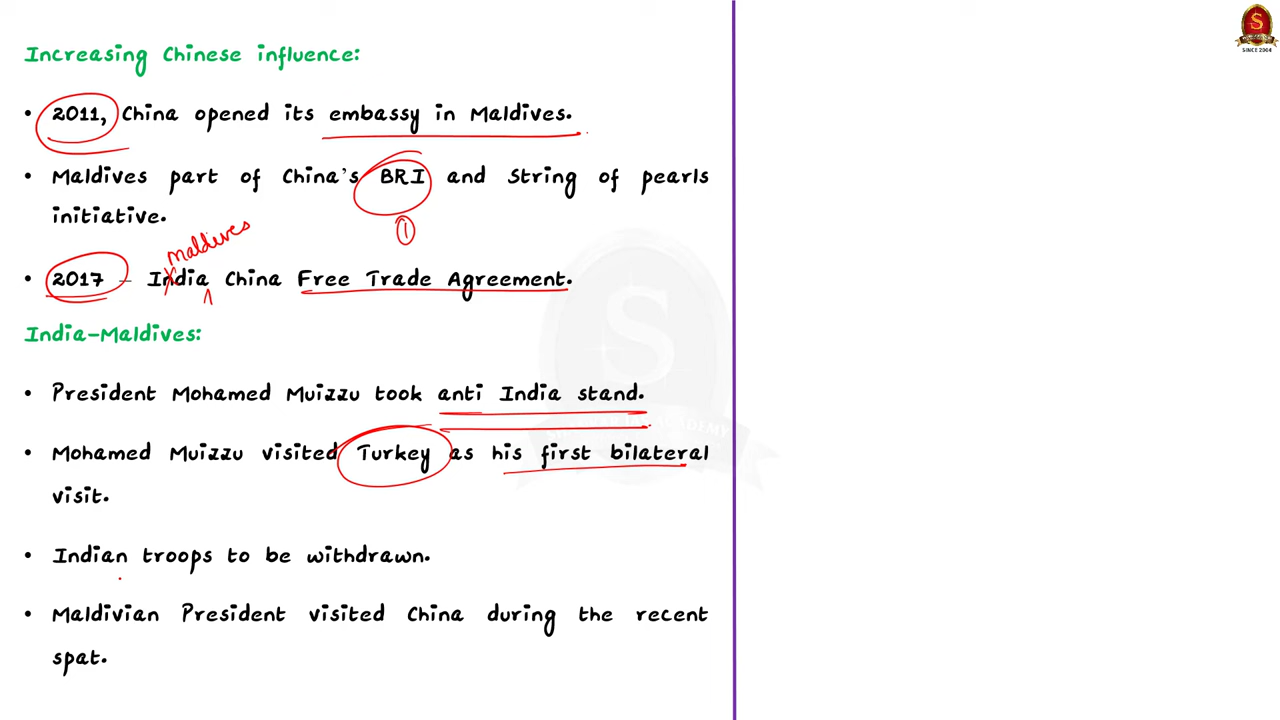 Increasing Chinese influence:
• 2011, China opened its embassy in Maldives.
• Maldives part of China's BRI and String of pearls
initiative.
1
Maldives
• 2017 – India China Free Trade Agreement.
India-Maldives:
• President Mohamed Muizzu took anti India stand.
• Mohamed Muizzu visited Turkey as his first bilateral
visit.
• Indian troops to be withdrawn.
• Maldivian President visited China during the recent
spat.
S
SINCE 2004